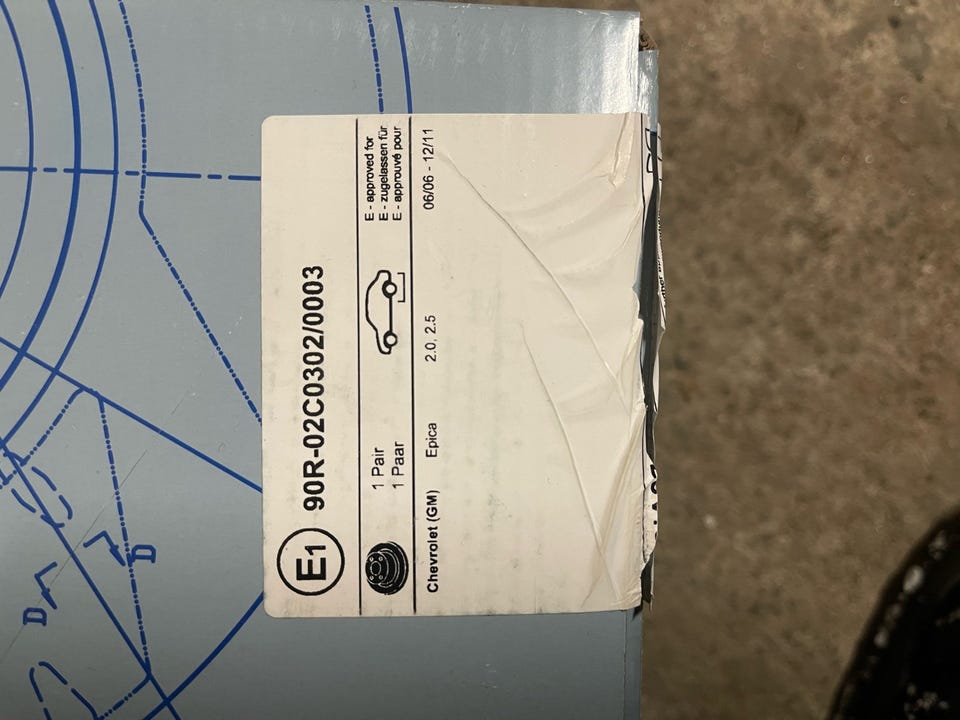 E1 90R-02C0302/0003
1 Pair
1 Paar
E - approved for
E - zugelassen für
E - approuvé pour
Chevrolet (GM) Epica 2.0, 2.5 06/06 - 12/11
D
D